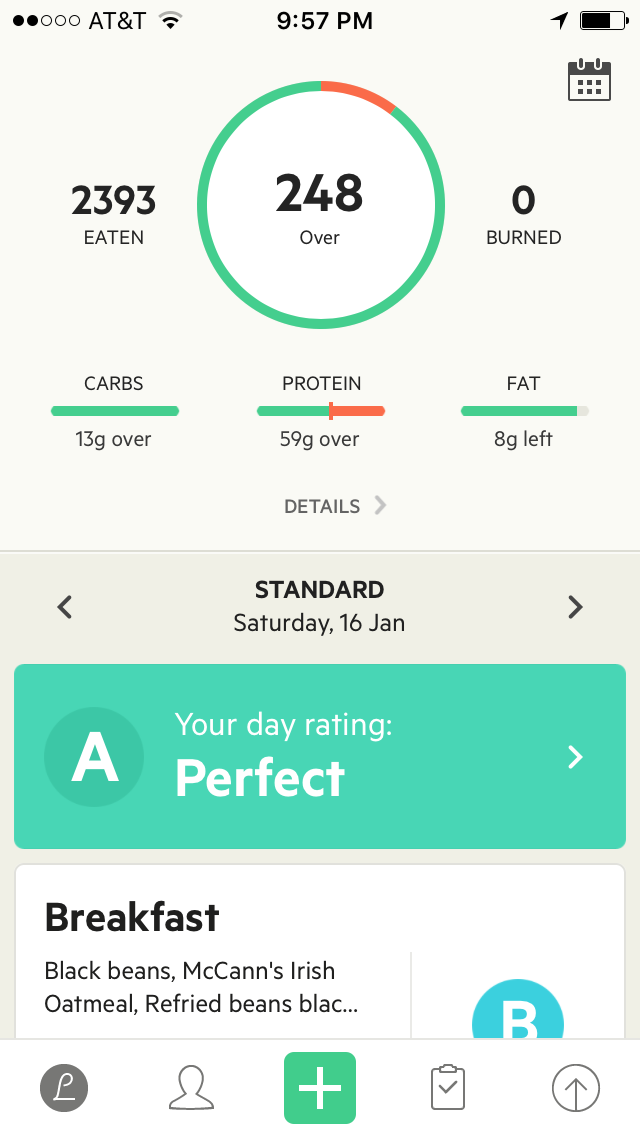 AT&T 9:57 PM
2393
EATEN
248
Over
0
BURNED
CARBS
13g over
PROTEIN
59g over
FAT
8g left
DETAILS
STANDARD
Saturday, 16 Jan
A
Your day rating:
Perfect
Breakfast
Black beans, McCann's Irish
Oatmeal, Refried beans blac...
B
L